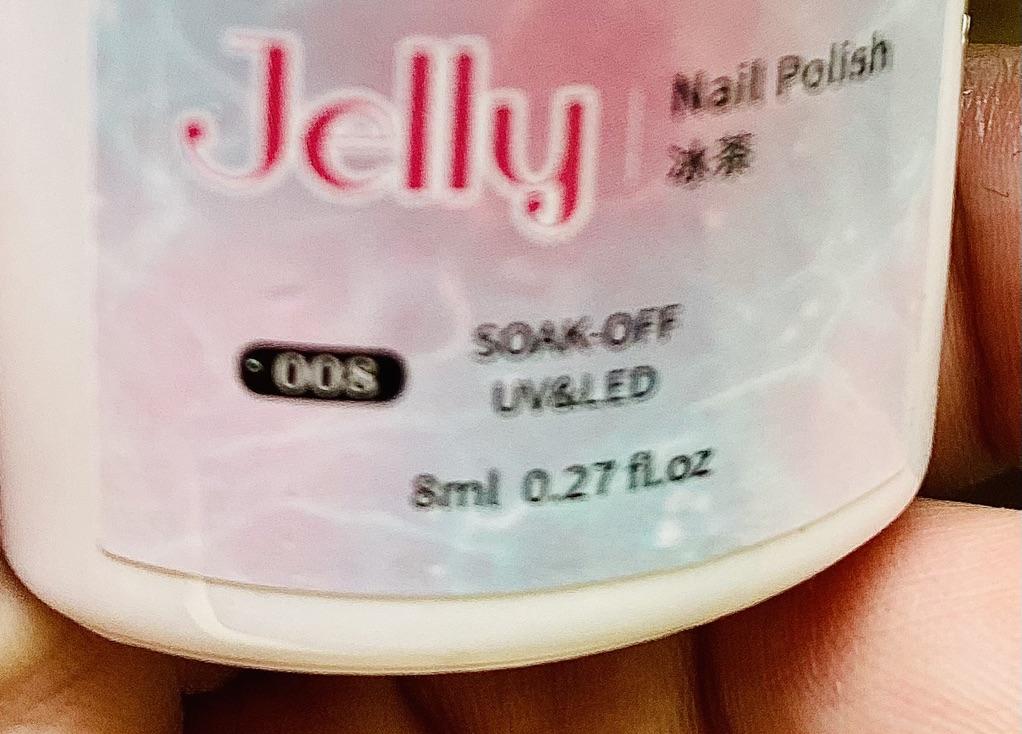 Jelly
Nail Polish
冰茶
008
SOAK-OFF
UV&LED
8ml 0.27 fl.oz